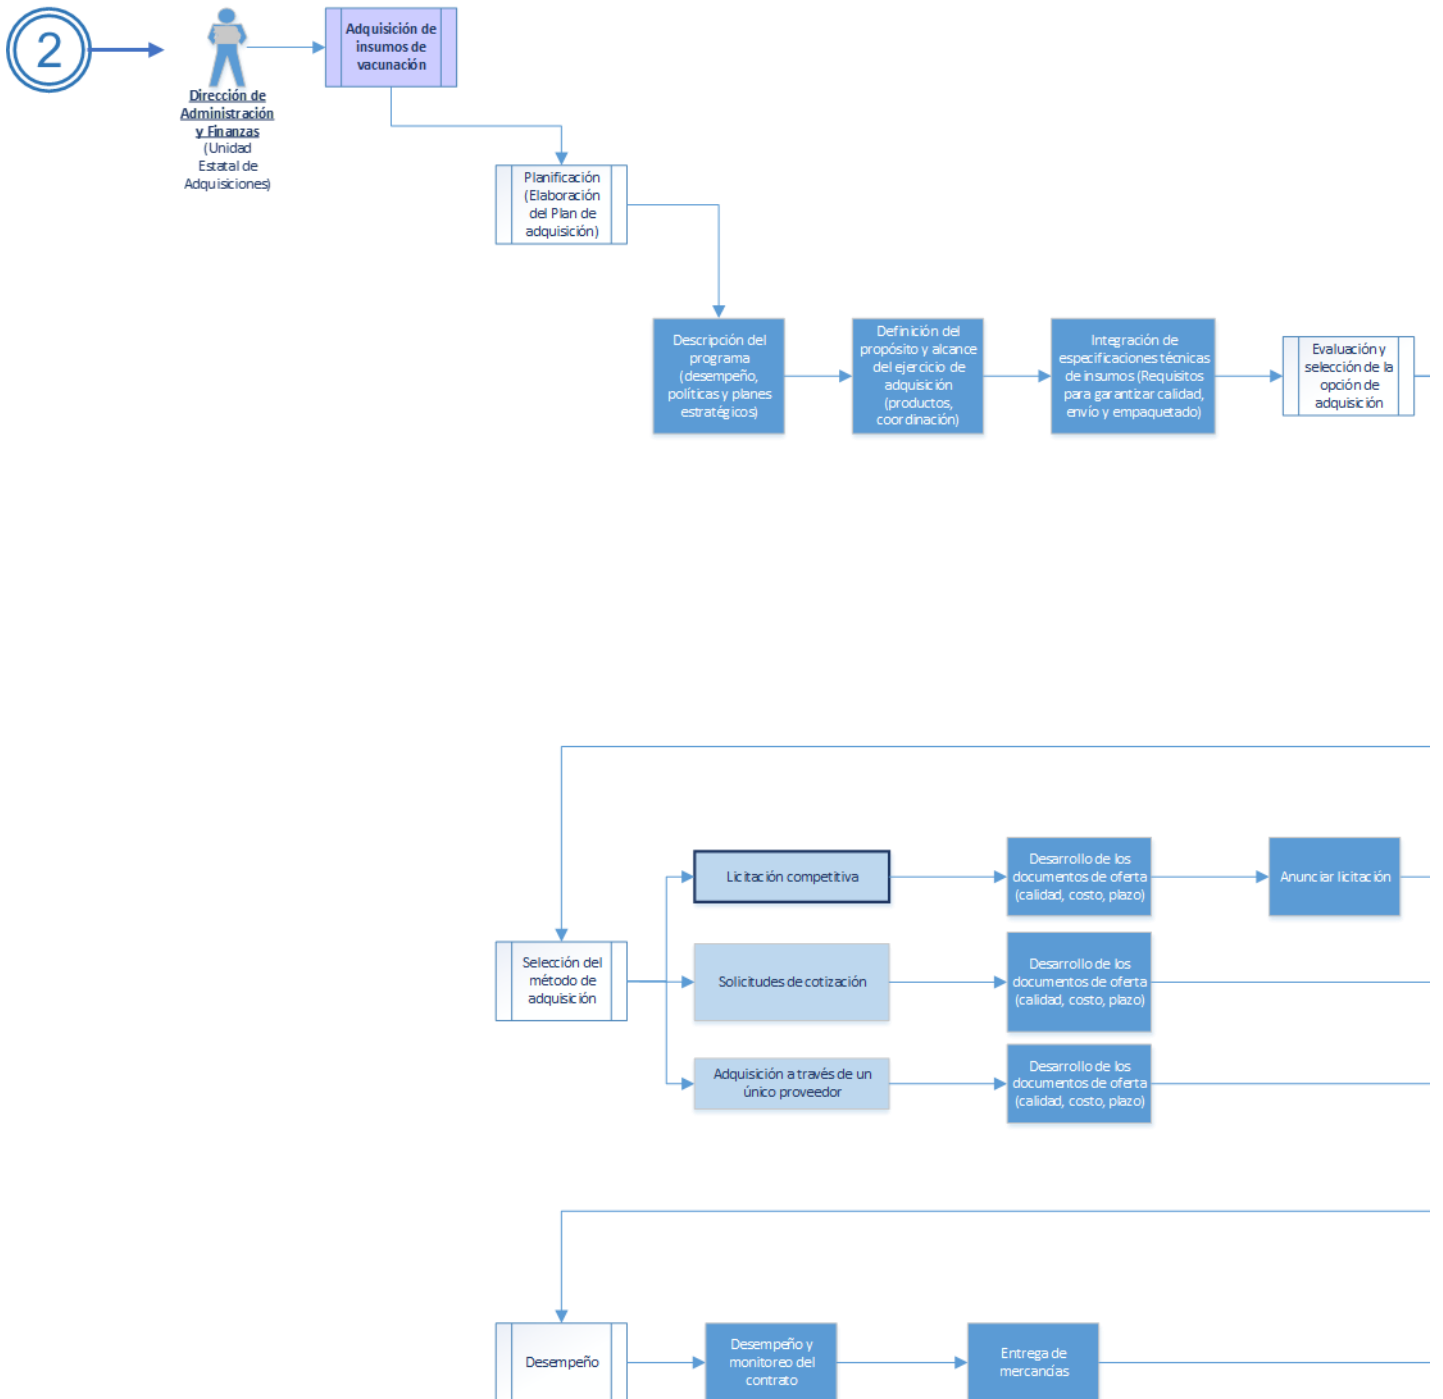 2
Adquisición de
insumos de
vacunación
Dirección de
Administración
y Finanzas
(Unidad
Estatal de
Adquisiciones)
Planificación
(Elaboración
del Plan de
adquisición)
Descripción del
programa
(desempeño,
políticas y planes
estratégicos)
Definición del
propósito y alcance
del ejercicio de
adquisición
(productos,
coordinación)
Integración de
especificaciones técnicas
de insumos (Requisitos
para garantizar calidad,
envío y empaquetado)
Evaluación y
selección de la
opción de
adquisición
Licitación competitiva
Desarrollo de los
documentos de oferta
(calidad, costo, plazo)
Anunciar licitación
Selección del
método de
adquisición
Solicitudes de cotización
Desarrollo de los
documentos de oferta
(calidad, costo, plazo)
Adquisición a través de un
único proveedor
Desarrollo de los
documentos de oferta
(calidad, costo, plazo)
Desempeño
Desempeño y
monitoreo del
contrato
Entrega de
mercancías